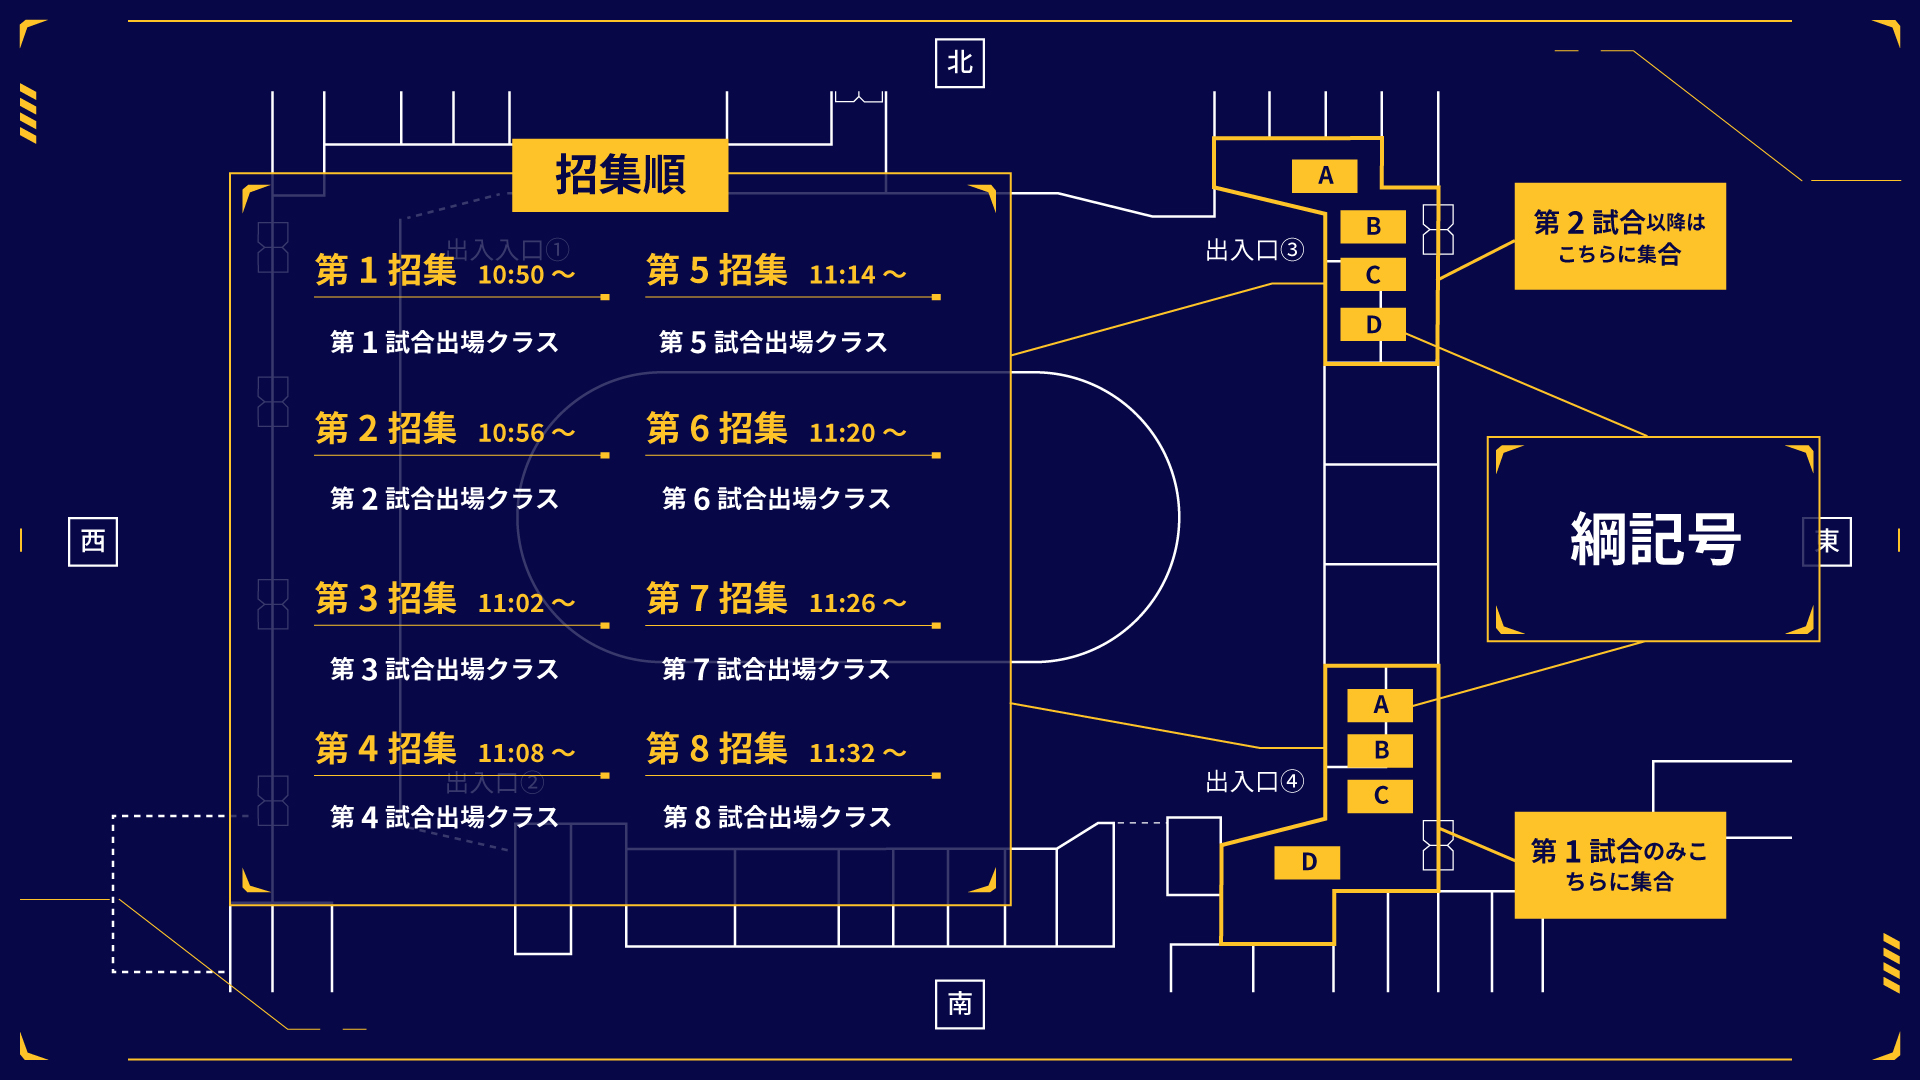 北
招集順
出入入口①
第 1 招集 10:50 ～
第 1 試合出場クラス
第 2 招集 10:56 ～
第 2 試合出場クラス
第 3 招集 11:02 ～
第 3 試合出場クラス
第 4 招集 11:08 ～
出入口②
第 4 試合出場クラス
第 5 招集 11:14 ～
第 5 試合出場クラス
第 6 招集 11:20 ～
第 6 試合出場クラス
第 7 招集 11:26 ～
第 7 試合出場クラス
第 8 招集 11:32 ～
第 8 試合出場クラス
西
出入口③
A
B
C
D
第 2 試合以降は
こちらに集合
綱記号
東
出入口④
A
B
C
D
第 1 試合のみこ
ちらに集合
南